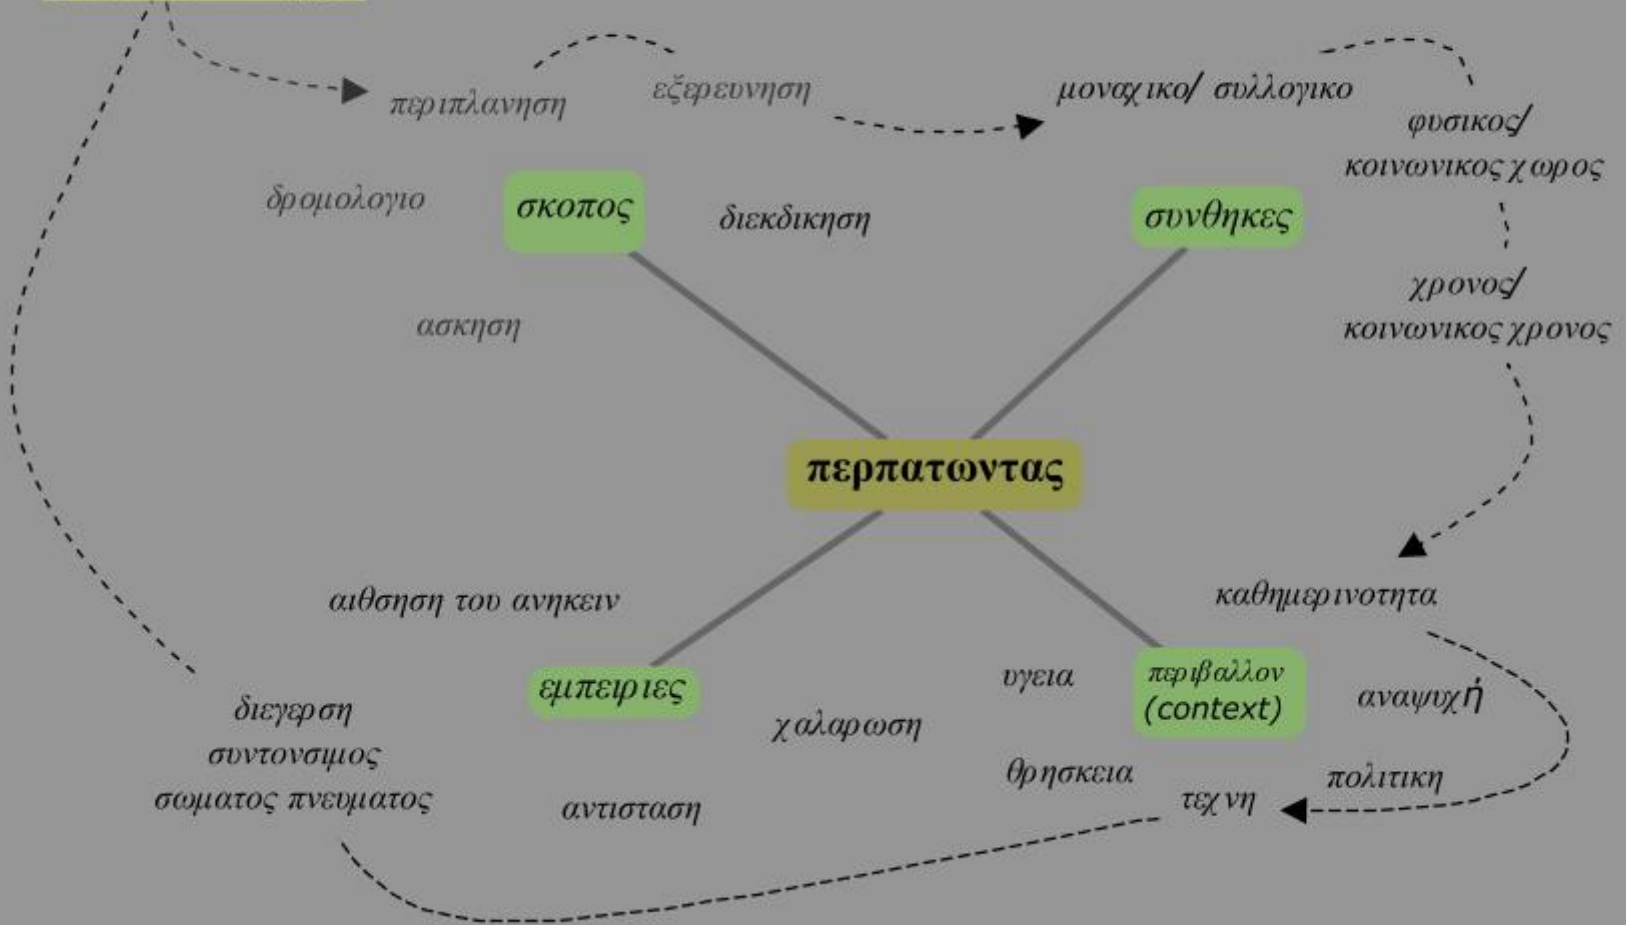 περιπλανηση
εξερευνηση
μοναχικο/ συλλογικο
φυσικος/
κοινωνικος χωρος
δρομολογιο
σκοπος
διεκδικηση
συνθηκες
χρονος/
κοινωνικος χρονος
ασκηση
περπατωντας
αιθσηση του ανηκειν
καθημερινοτητα
εμπειριες
υγεια
περιβαλλον
(context)
αναψυχή
διεγερση
συντονσιμος
σωματος πνευματος
χαλαρωση
θρησκεια
πολιτικη
αντισταση
τεχνη